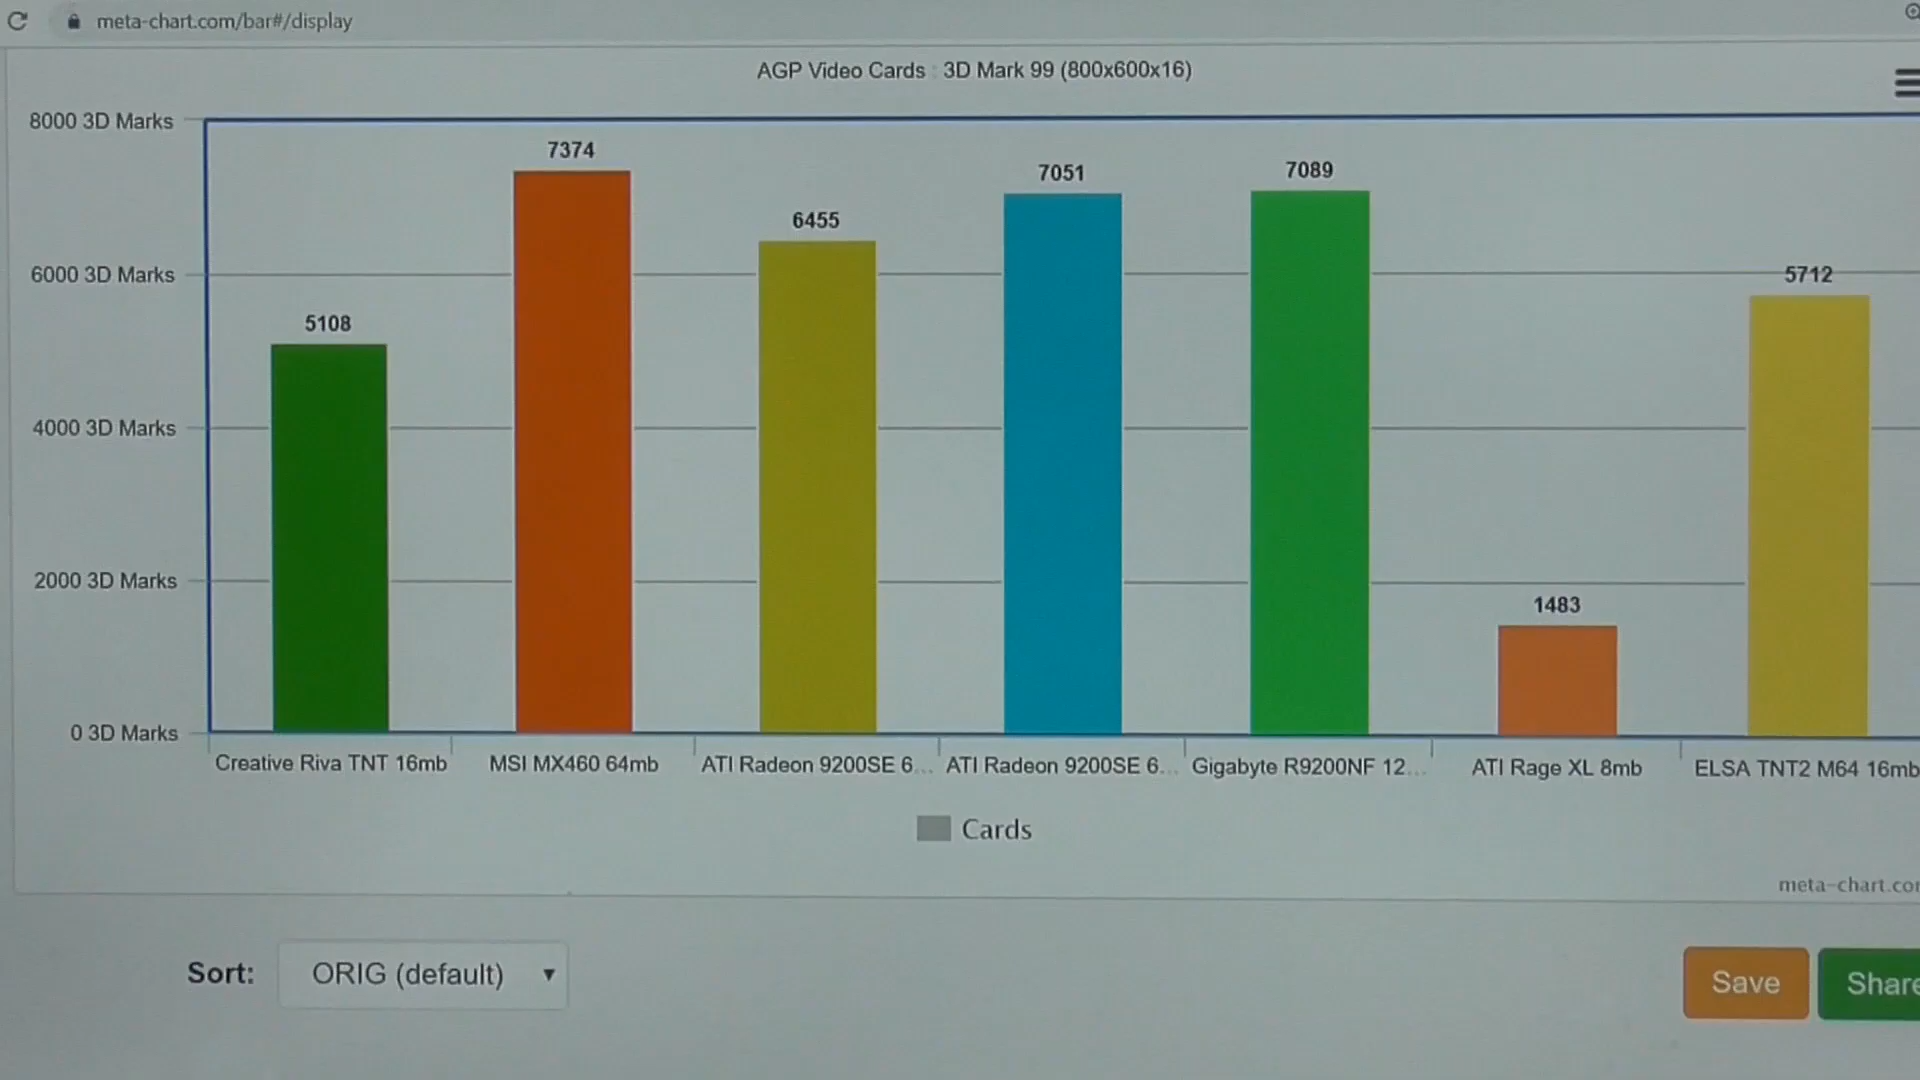 meta-chart.com/bar#/display
AGP Video Cards : 3D Mark 99 (800x600x16)
8000 3D Marks
6000 3D Marks
4000 3D Marks
2000 3D Marks
0 3D Marks
5108
7374
6455
7051
7089
1483
5712
Creative Riva TNT 16mb
MSI MX460 64mb
ATI Radeon 9200SE 6...
ATI Radeon 9200SE 6...
Gigabyte R9200NF 12...
ATI Rage XL 8mb
ELSA TNT2 M64 16mb
Cards
meta-chart.com
Sort: ORIG (default)
Save
Share